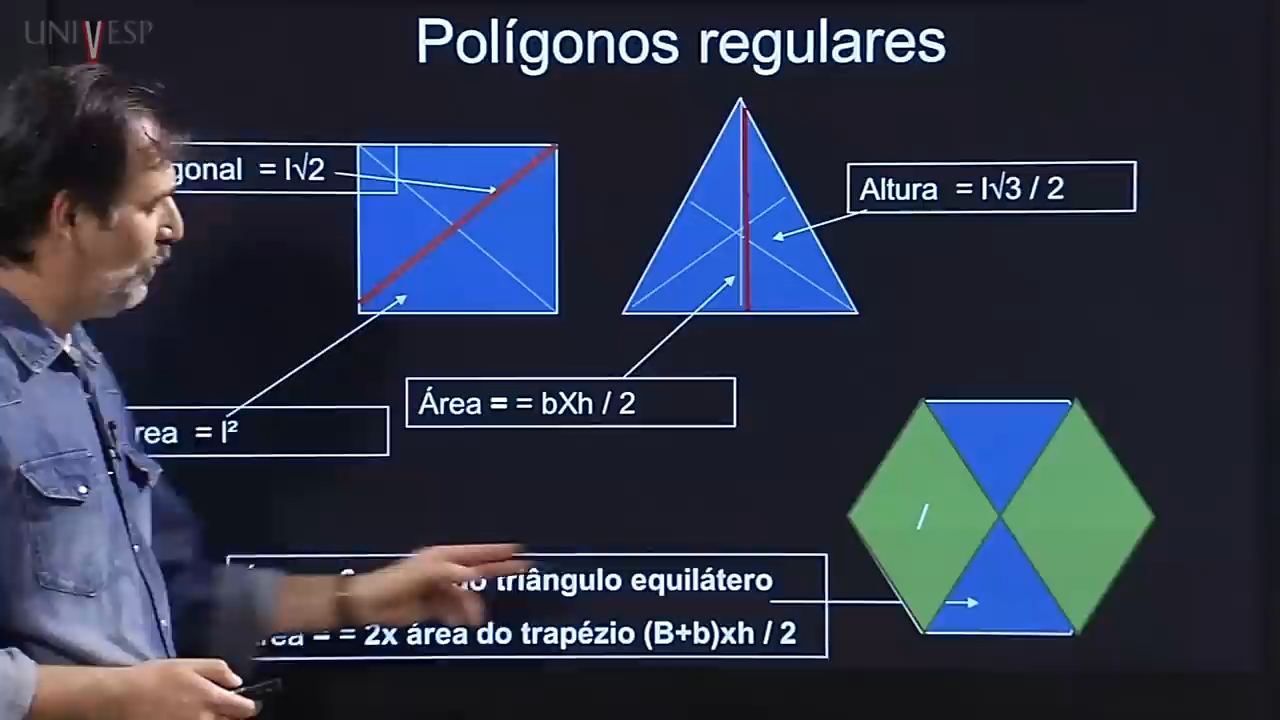 UNIVESP
Polígonos regulares
gonal = l√2
Altura = l√3 / 2
Área = = bXh / 2
rea = l²
/
triângulo equilátero
rea = = 2x área do trapézio (B+b)xh / 2